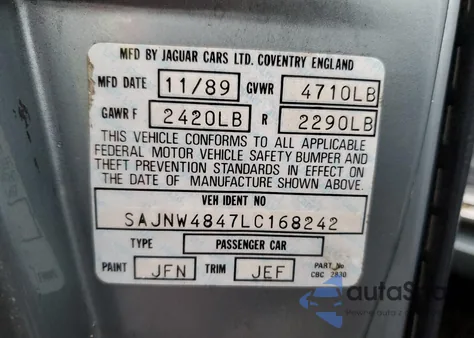 MFD BY JAGUAR CARS LTD. COVENTRY ENGLAND
MFD DATE 11/89 GVWR 4710LB
GAWR F 2420LB R 2290LB
THIS VEHICLE CONFORMS TO ALL APPLICABLE
FEDERAL MOTOR VEHICLE SAFETY BUMPER AND
THEFT PREVENTION STANDARDS IN EFFECT ON
THE DATE OF MANUFACTURE SHOWN ABOVE.
VEH IDENT NO
SAJNW4847LC168242
TYPE PASSENGER CAR
PAINT JFN TRIM JEF PART No
CBC 2830